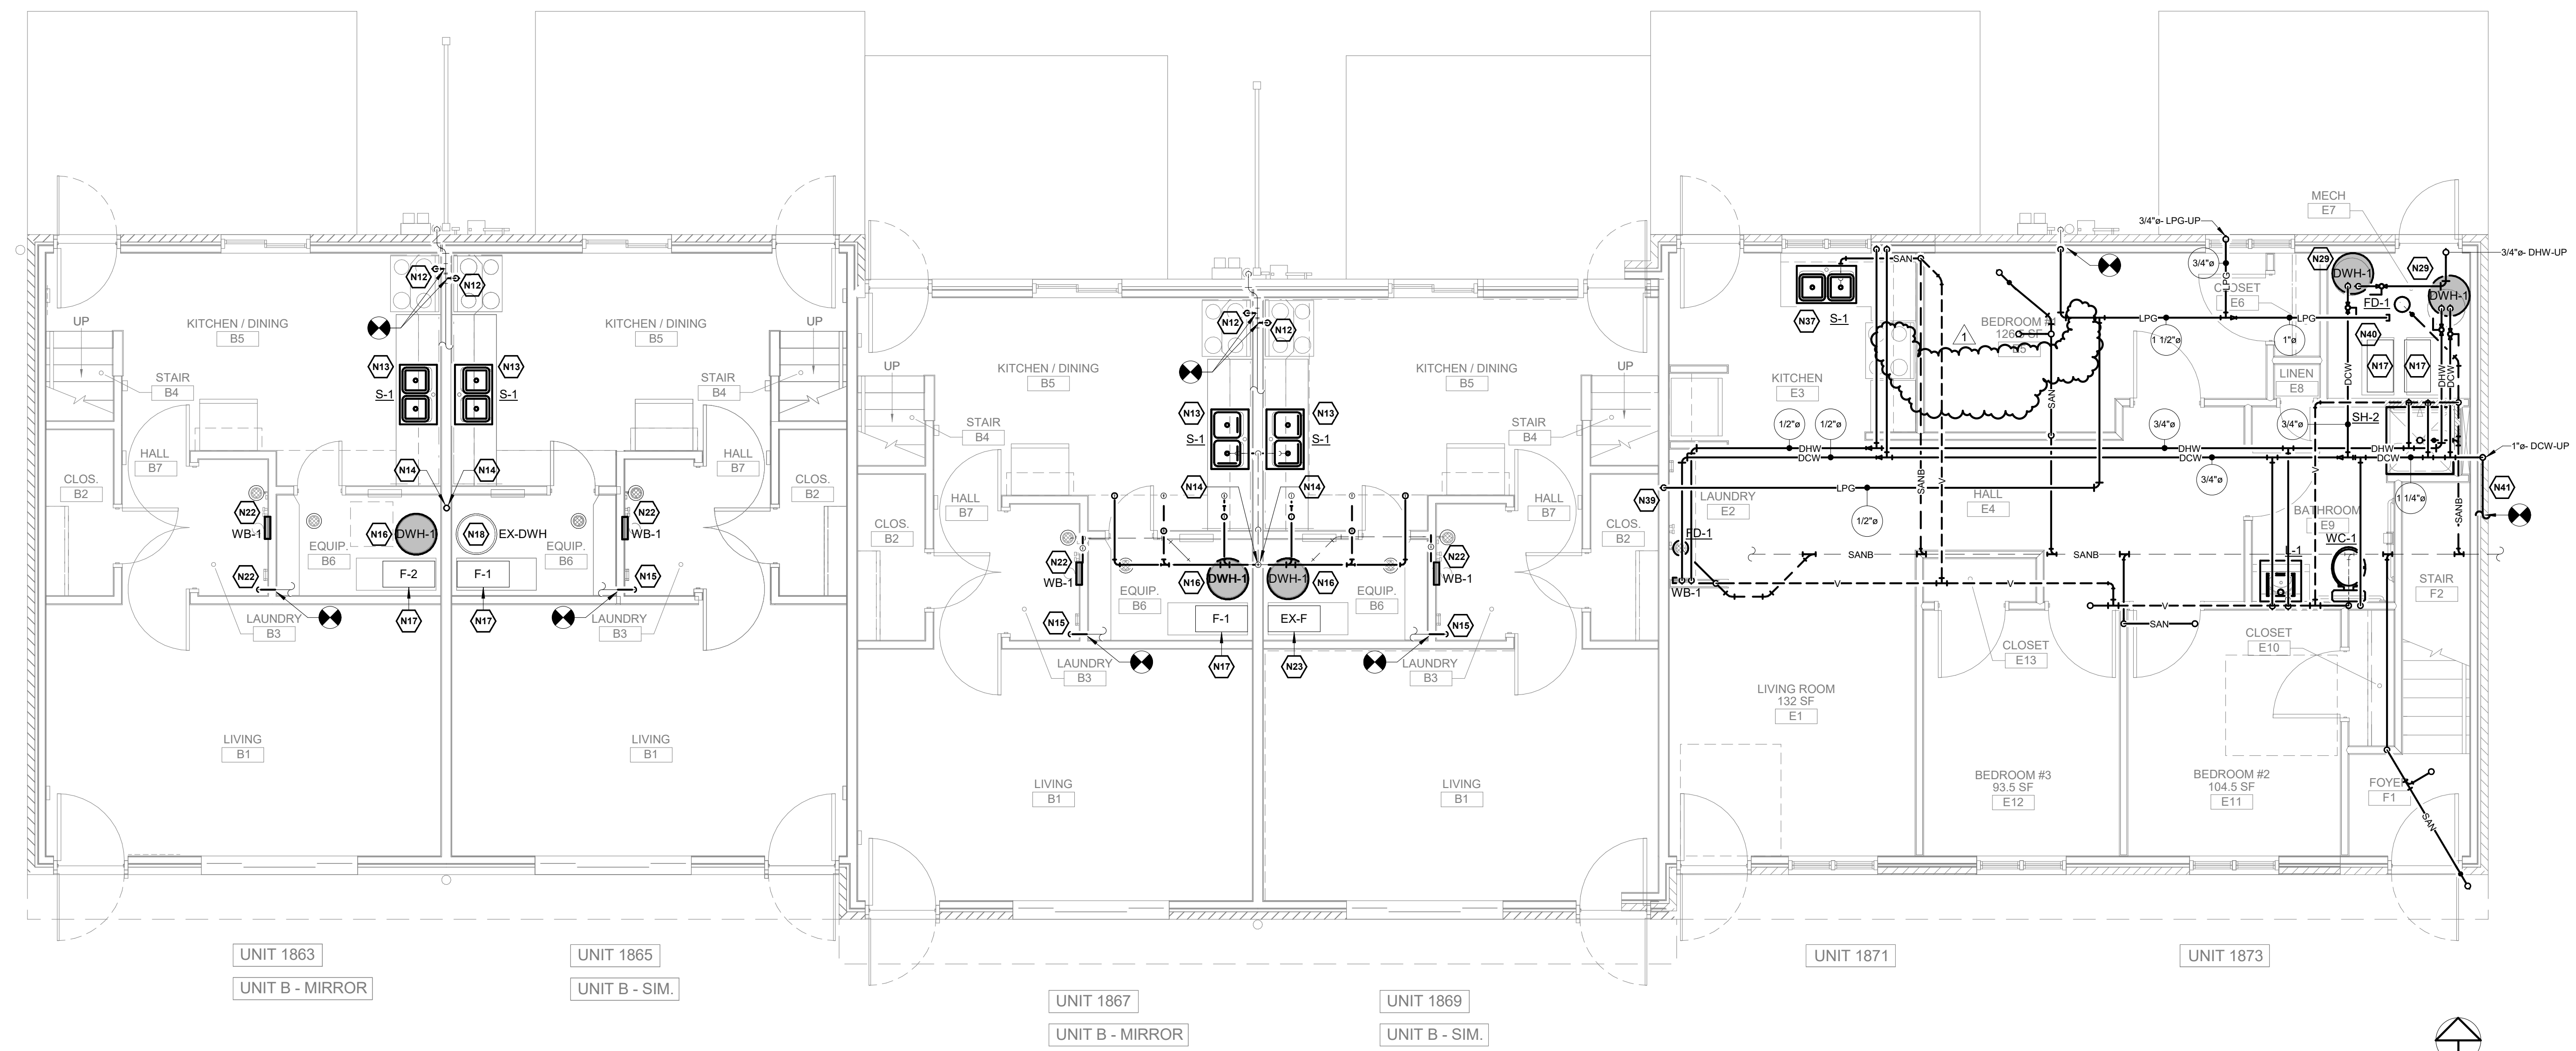 UP
KITCHEN / DINING
B5
STAIR
B4
HALL
B7
CLOS.
B2
N12
N12
N13
S-1
N13
S-1
N14
N14
N22
WB-1
N16
DWH-1
N18
EX-DWH
EQUIP.
B6
F-2
F-1
N17
N17
N22
LAUNDRY
B3
LIVING
B1
KITCHEN / DINING
B5
UP
STAIR
B4
HALL
B7
CLOS.
B2
N22
WB-1
EQUIP.
B6
N15
LAUNDRY
B3
LIVING
B1
UNIT 1863
UNIT B - MIRROR
UNIT 1865
UNIT B - SIM.
UP
KITCHEN / DINING
B5
STAIR
B4
HALL
B7
CLOS.
B2
N12
N12
N13
S-1
N13
S-1
N14
N14
N22
WB-1
N16
DWH-1
DWH-1
N16
EQUIP.
B6
F-1
EX-F
N17
N23
N15
LAUNDRY
B3
LIVING
B1
KITCHEN / DINING
B5
UP
STAIR
B4
HALL
B7
CLOS.
B2
N22
WB-1
EQUIP.
B6
N15
LAUNDRY
B3
LIVING
B1
UNIT 1867
UNIT B - MIRROR
UNIT 1869
UNIT B - SIM.
MECH
E7
3/4"ø- LPG-UP
3/4"ø
LPG
N29
DWH-1
N29
DWH-1
3/4"ø- DHW-UP
FD-1
CLOSET
E6
SAN
N37
S-1
1
BEDROOM #1
LPG
1 1/2"ø
LPG
1"ø
N40
N17
N17
DCW
DHW
DCW
KITCHEN
E3
LINEN
E8
SAN
1/2"ø
1/2"ø
3/4"ø
3/4"ø
SH-2
DHW
DCW
DHW
DCW
DHW
DCW
1"ø- DCW-UP
N39
LPG
1/2"ø
SANB
V
3/4"ø
V
1 1/4"ø
N41
LAUNDRY
E2
HALL
E4
BATHROOM
E9
SANB
FD-1
SANB
SANB
L-1
WC-1
WB-1
V
V
V
SAN
STAIR
F2
CLOSET
E13
CLOSET
E10
LIVING ROOM
132 SF
E1
BEDROOM #3
93.5 SF
E12
BEDROOM #2
104.5 SF
E11
FOYER
F1
SAN
UNIT 1871
UNIT 1873